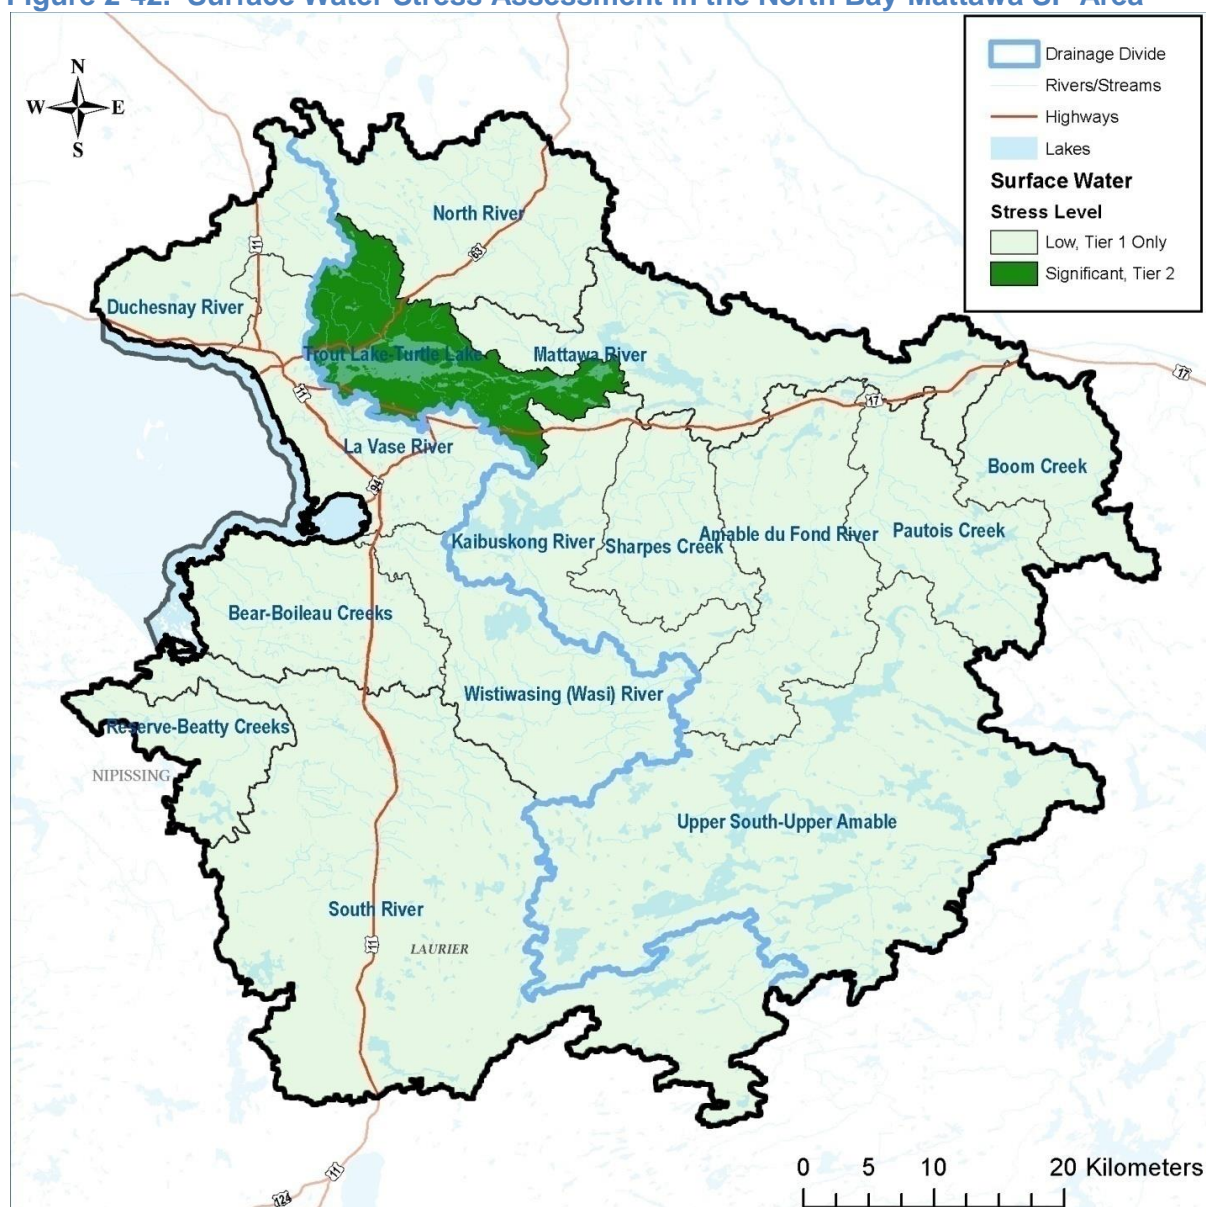 Figure 2-42. Surface Water Stress Assessment in the North Bay-Mattawa SP Area
Drainage Divide
Rivers/Streams
Highways
Lakes
Surface Water
Stress Level
Low, Tier 1 Only
Significant, Tier 2
N
W E
S
North River
11
63
Duchesnay River
Trout Lake-Turtle Lake
Mattawa River
17
11
17
La Vase River
Boom Creek
94
Kaibuskong River
Sharpes Creek
Amable du Fond River
Pautois Creek
Bear-Boileau Creeks
Wistiwasing (Wasi) River
Reserve-Beatty Creeks
NIPISSING
Upper South-Upper Amable
South River
11
LAURIER
11
124
0 5 10 20 Kilometers